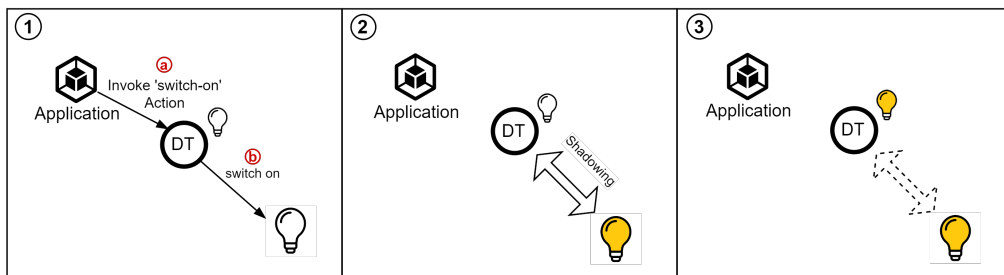 1
a
Invoke 'switch-on'
Action
Application
DT
b
switch on
2
Application
DT
Shadowing
3
Application
DT